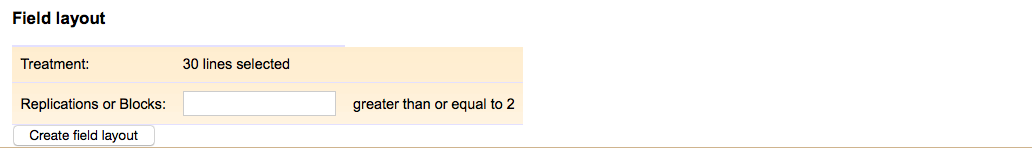 Field layout
Treatment: 30 lines selected
Replications or Blocks: greater than or equal to 2
Create field layout